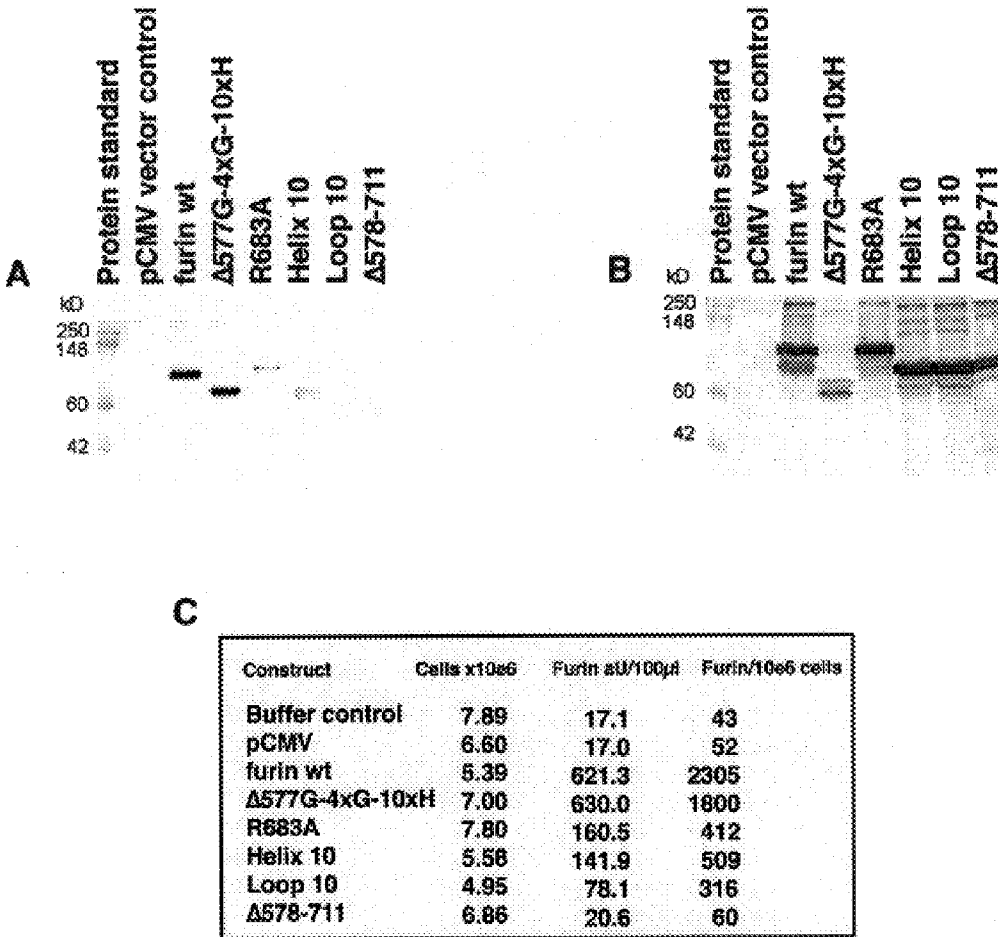 A
Protein standard
pCMV vector control
furin wt
Δ577G-4xG-10xH
R683A
Helix 10
Loop 10
Δ578-711
kD
250
148
60
42
B
Protein standard
pCMV vector control
furin wt
Δ577G-4xG-10xH
R683A
Helix 10
Loop 10
Δ578-711
kD
250
148
60
42
C
Construct Cells x10e6 Furin aU/100µl Furin/10e6 cells
Buffer control 7.89 17.1 43
pCMV 6.60 17.0 52
furin wt 5.39 621.3 2305
Δ577G-4xG-10xH 7.00 630.0 1800
R683A 7.80 160.5 412
Helix 10 5.58 141.9 509
Loop 10 4.95 78.1 316
Δ578-711 6.86 20.6 60